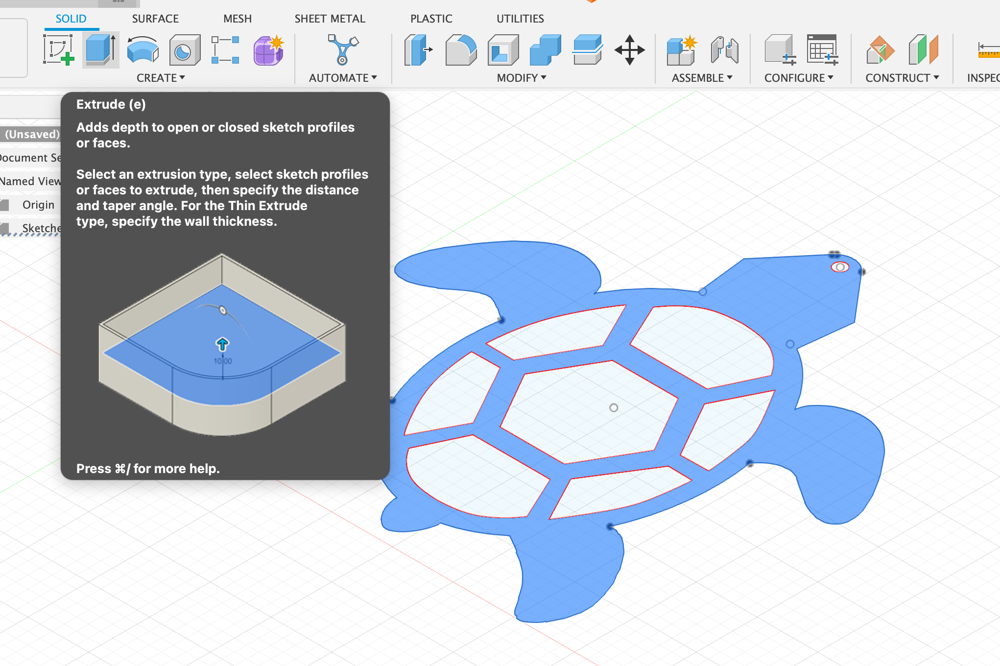 SOLID
SURFACE
MESH
SHEET METAL
PLASTIC
UTILITIES
CREATE
AUTOMATE
MODIFY
ASSEMBLE
CONFIGURE
CONSTRUCT
INSPEC
Extrude (e)
Adds depth to open or closed sketch profiles
or faces.
Select an extrusion type, select sketch profiles
or faces to extrude, then specify the distance
and taper angle. For the Thin Extrude
type, specify the wall thickness.
10.00
Press ⌘/ for more help.
(Unsaved)
Document Se
Named View
Origin
Sketche